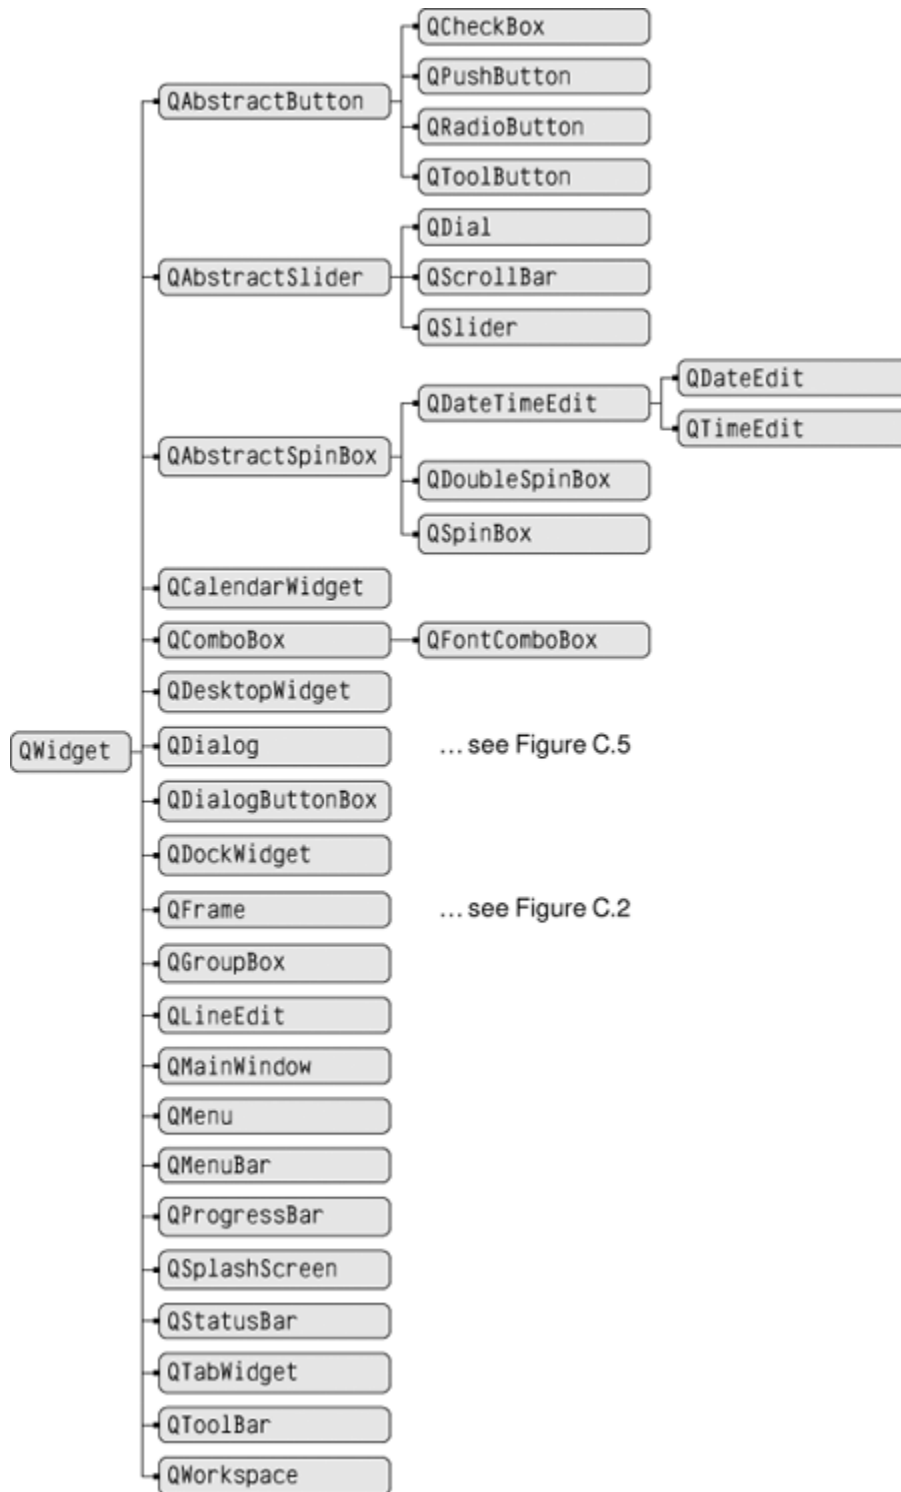 QCheckBox
QPushButton
QAbstractButton
QRadioButton
QToolButton
QDial
QAbstractSlider
QScrollBar
QSlider
QDateEdit
QDateTimeEdit
QTimeEdit
QAbstractSpinBox
QDoubleSpinBox
QSpinBox
QCalendarWidget
QComboBox
QFontComboBox
QDesktopWidget
QWidget
QDialog
... see Figure C.5
QDialogButtonBox
QDockWidget
QFrame
... see Figure C.2
QGroupBox
QLineEdit
QMainWindow
QMenu
QMenuBar
QProgressBar
QSplashScreen
QStatusBar
QTabWidget
QToolBar
QWorkspace